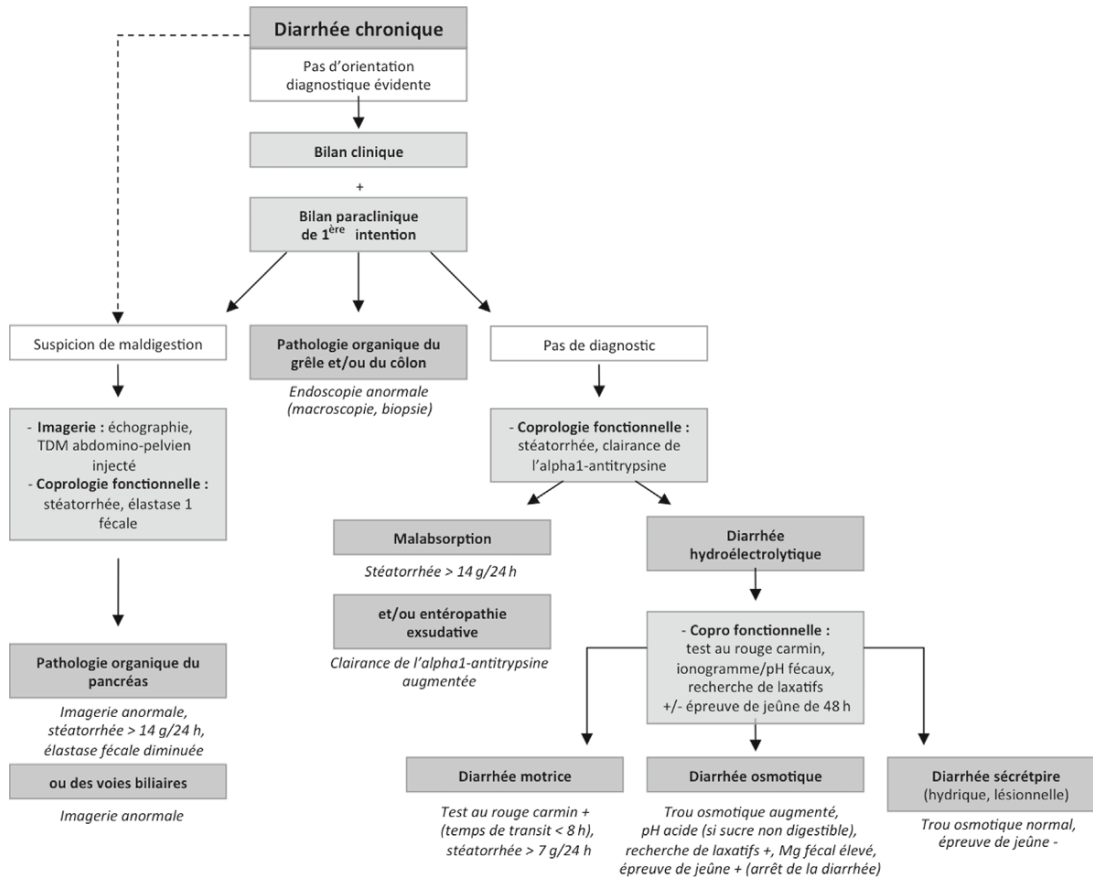 Diarrhée chronique
Pas d'orientation
diagnostique évidente
Bilan clinique
+
Bilan paraclinique
de 1ère intention
Suspicion de maldigestion
Pathologie organique du
grêle et/ou du côlon
Endoscopie anormale
(macroscopie, biopsie)
Pas de diagnostic
- Imagerie : échographie,
TDM abdomino-pelvien
injecté
- Coprologie fonctionnelle :
stéatorrhée, élastase 1
fécale
- Coprologie fonctionnelle :
stéatorrhée, clairance de
l'alpha1-antitrypsine
Malabsorption
Stéatorrhée > 14 g/24 h
et/ou entéropathie
exsudative
Clairance de l'alpha1-antitrypsine
augmentée
Diarrhée
hydroélectrolytique
- Copro fonctionnelle :
test au rouge carmin,
ionogramme/pH fécaux,
recherche de laxatifs
+/- épreuve de jeûne de 48 h
Pathologie organique du
pancréas
Imagerie anormale,
stéatorrhée > 14 g/24 h,
élastase fécale diminuée
ou des voies biliaires
Imagerie anormale
Diarrhée motrice
Test au rouge carmin +
(temps de transit < 8 h),
stéatorrhée > 7 g/24 h
Diarrhée osmotique
Trou osmotique augmenté,
pH acide (si sucre non digestible),
recherche de laxatifs +, Mg fécal élevé,
épreuve de jeûne + (arrêt de la diarrhée)
Diarrhée sécrétpire
(hydrique, lésionnelle)
Trou osmotique normal,
épreuve de jeûne -